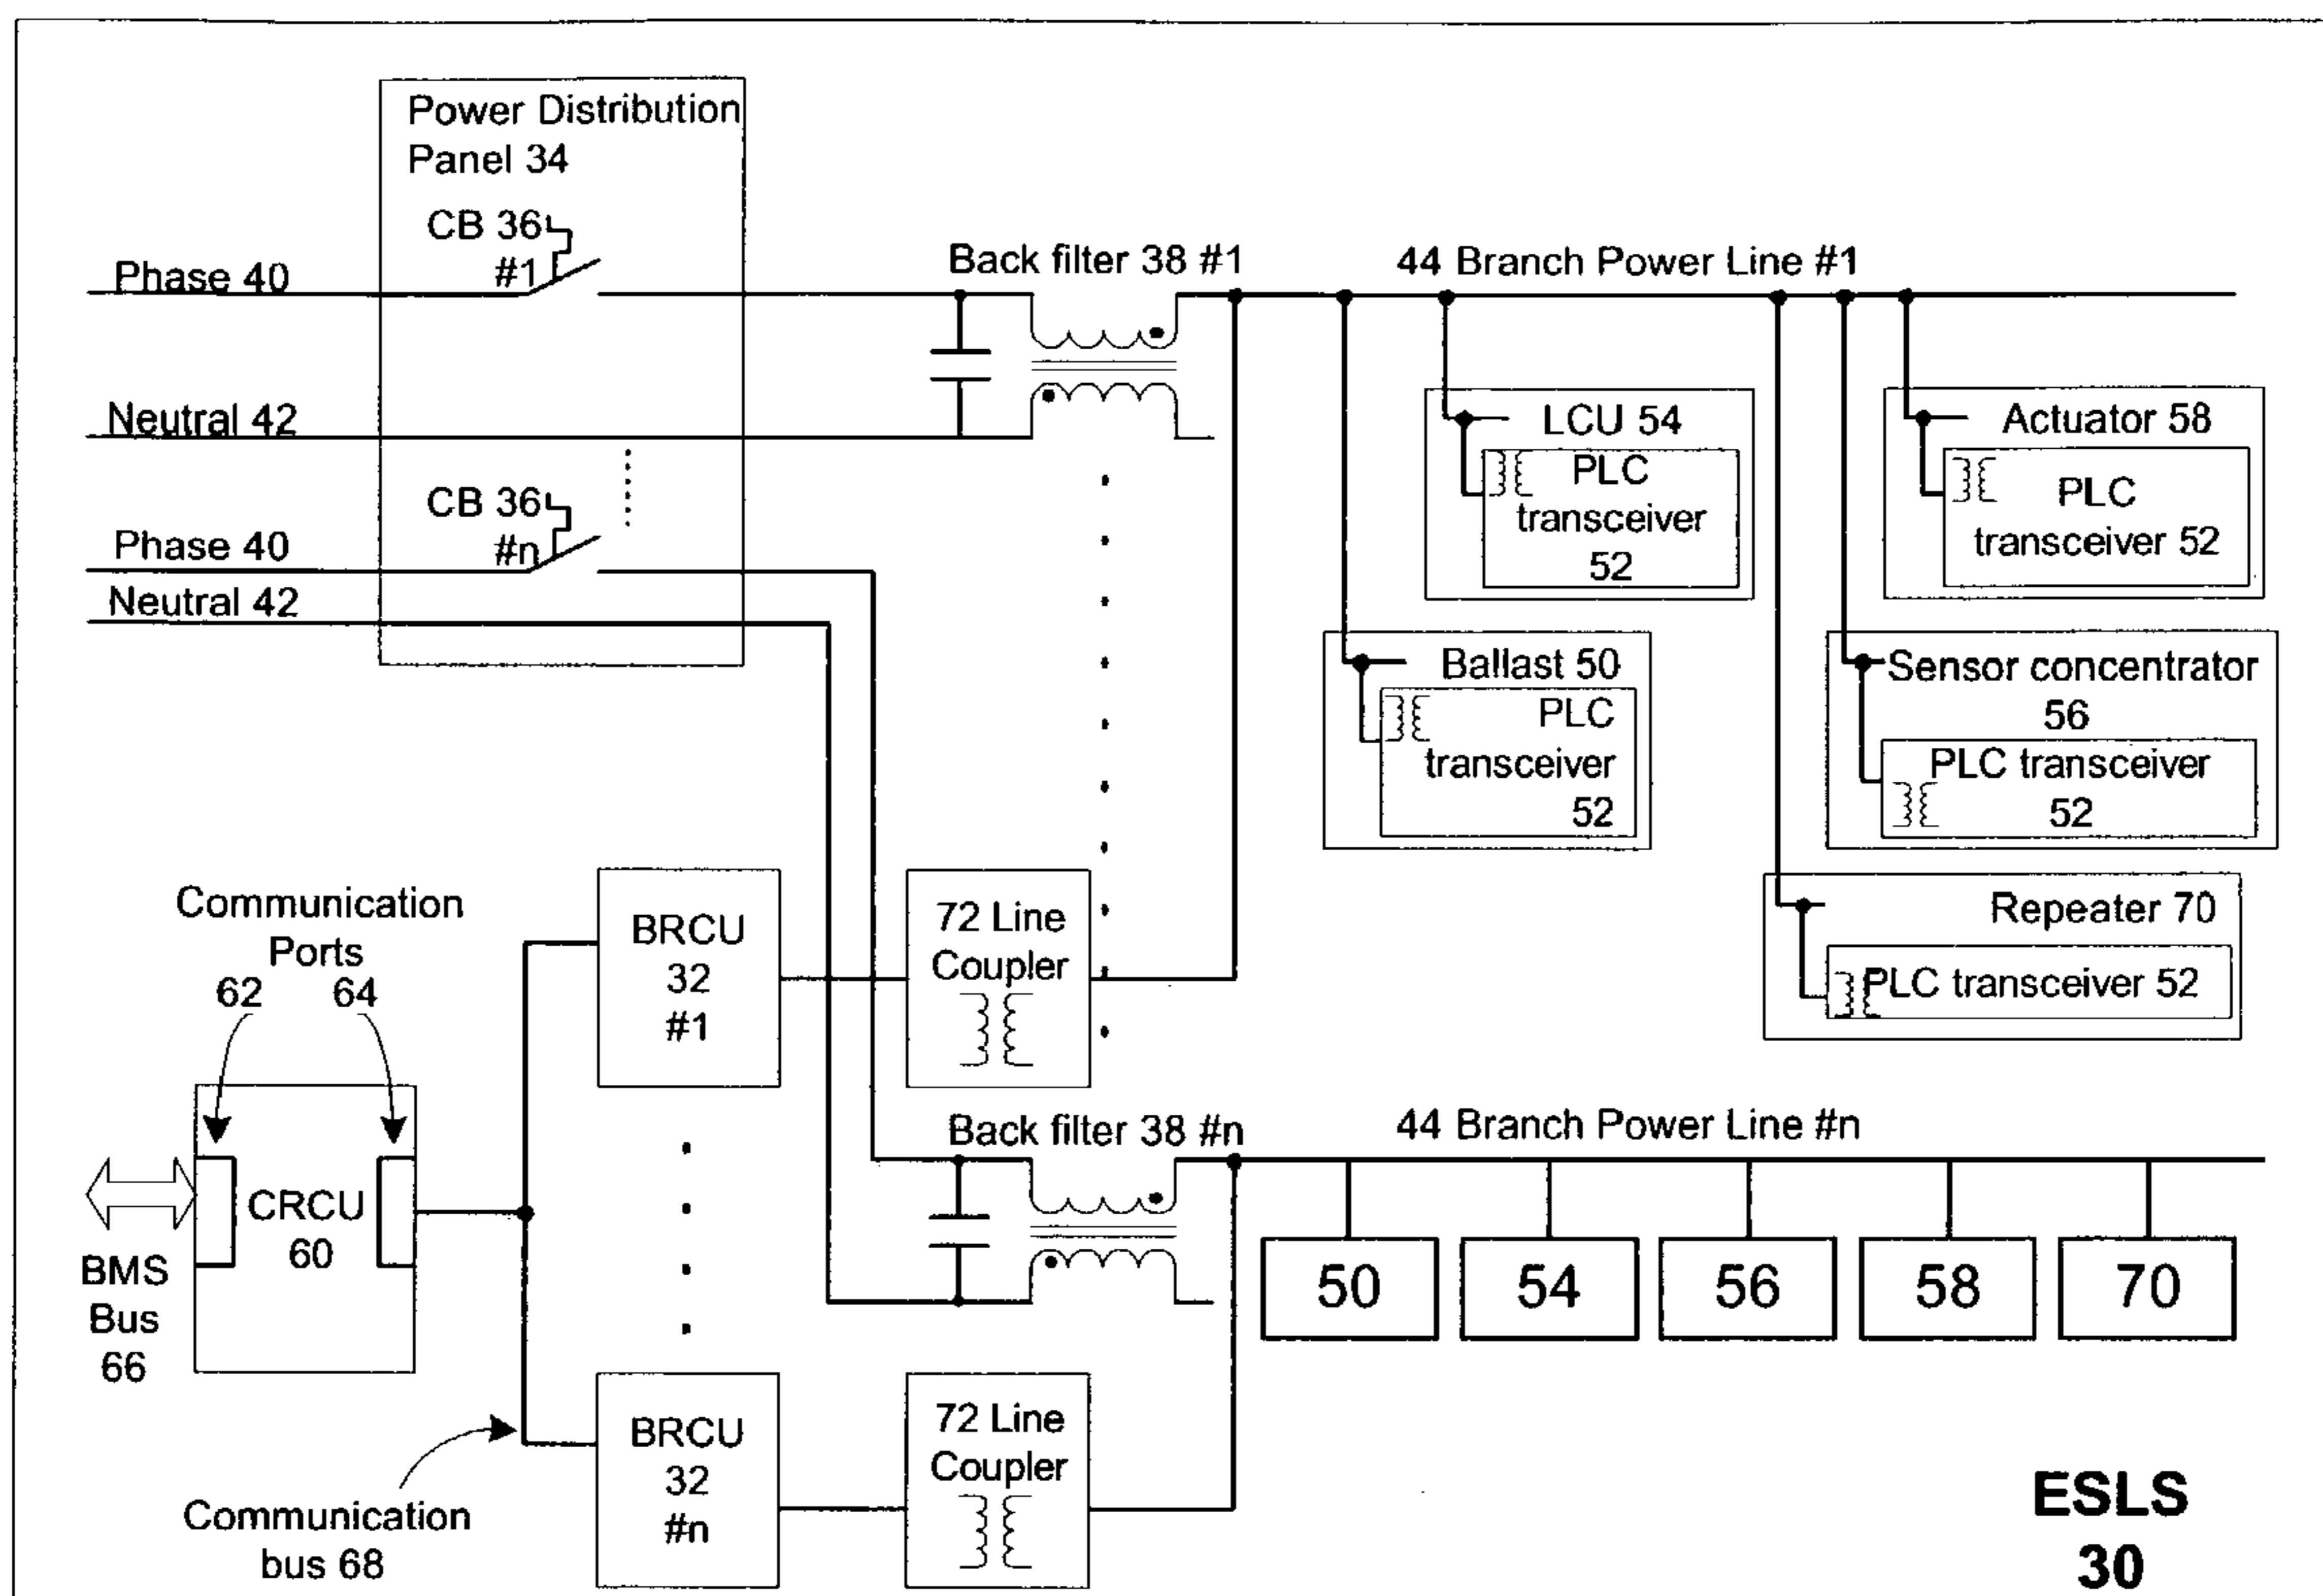 Power Distribution
Panel 34
CB 36
#1
Phase 40
Back filter 38 #1
44 Branch Power Line #1
Neutral 42
LCU 54
PLC
transceiver
52
Actuator 58
PLC
transceiver 52
CB 36
#n
Phase 40
Neutral 42
Ballast 50
PLC
transceiver
52
Sensor concentrator
56
PLC transceiver
52
Repeater 70
PLC transceiver 52
Communication
Ports
62 64
BRCU
32
#1
72 Line
Coupler
Back filter 38 #n
44 Branch Power Line #n
CRCU
60
BMS
Bus
66
50 54 56 58 70
BRCU
32
#n
72 Line
Coupler
Communication
bus 68
ESLS
30